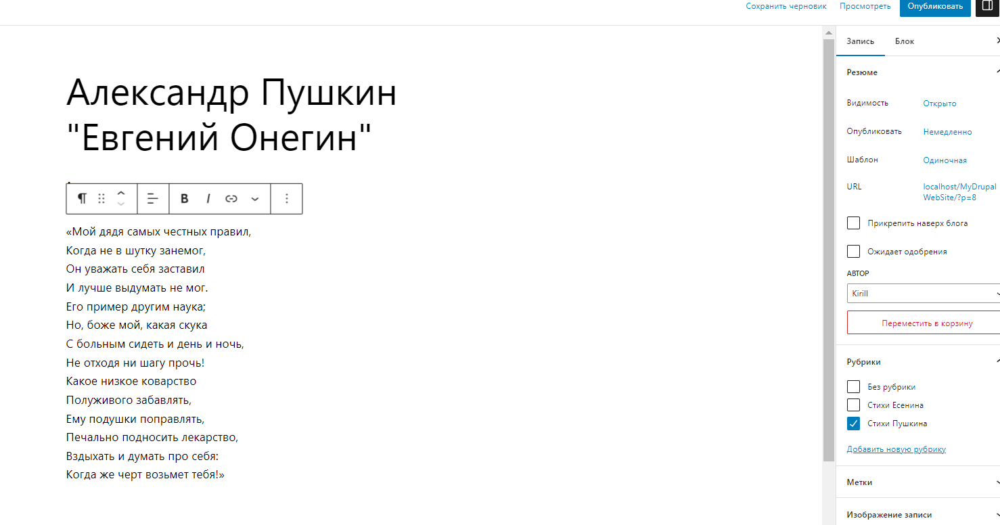 Сохранить черновик Просмотреть Опубликовать
Запись Блок
Александр Пушкин
"Евгений Онегин"
«Мой дядя самых честных правил,
Когда не в шутку занемог,
Он уважать себя заставил
И лучше выдумать не мог.
Его пример другим наука;
Но, боже мой, какая скука
С больным сидеть и день и ночь,
Не отходя ни шагу прочь!
Какое низкое коварство
Полуживого забавлять,
Ему подушки поправлять,
Печально подносить лекарство,
Вздыхать и думать про себя:
Когда же черт возьмет тебя!»
Резюме
Видимость Открыто
Опубликовать Немедленно
Шаблон Одиночная
URL localhost/MyDrupal
WebSite/?p=8
Прикрепить наверх блога
Ожидает одобрения
АВТОР
Kirill
Переместить в корзину
Рубрики
Без рубрики
Стихи Есенина
Стихи Пушкина
Добавить новую рубрику
Метки
Изображение записи